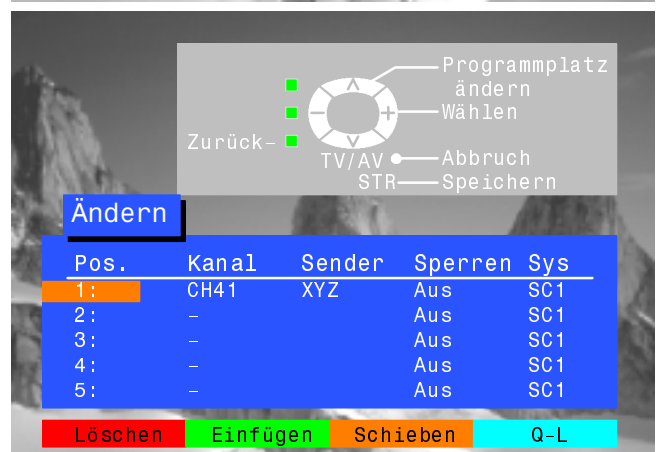 Programmplatz
ändern
Wählen
Zurück–
TV/AV Abbruch
STR Speichern
Ändern
Pos. Kanal Sender Sperren Sys
1: CH41 XYZ Aus SC1
2: – Aus SC1
3: – Aus SC1
4: – Aus SC1
5: – Aus SC1
Löschen Einfügen Schieben Q–L